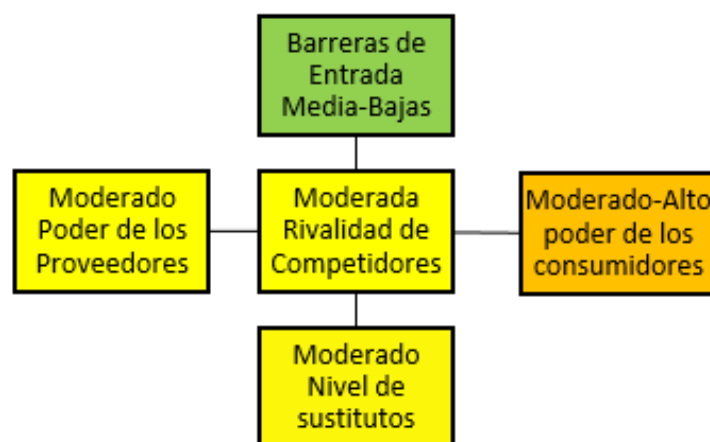 Barreras de
Entrada
Media-Bajas
Moderado
Poder de los
Proveedores
Moderada
Rivalidad de
Competidores
Moderado-Alto
poder de los
consumidores
Moderado
Nivel de
sustitutos